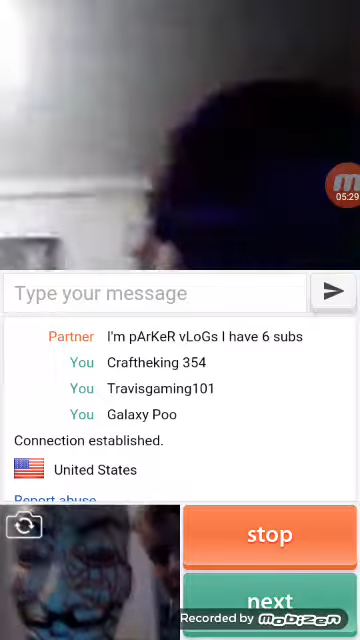 05:29
Type your message
Partner I'm pArKeR vLoGs I have 6 subs
You Craftheking 354
You Travisgaming101
You Galaxy Poo
Connection established.
United States
Report abuse
stop
next
Recorded by mobizen